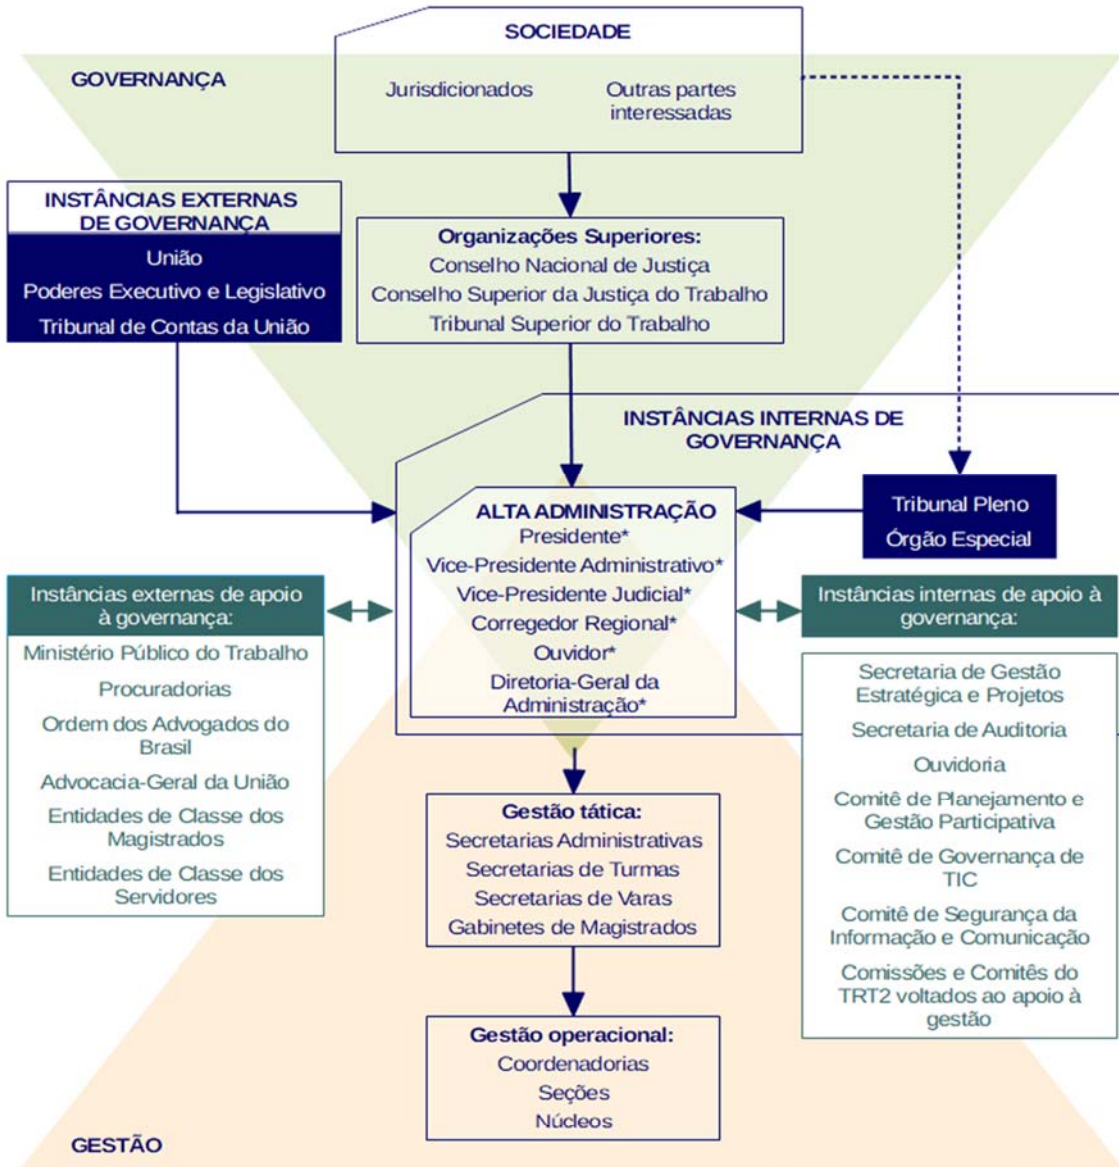 SOCIEDADE
GOVERNANÇA
Jurisdicionados
Outras partes
interessadas
INSTÂNCIAS EXTERNAS
DE GOVERNANÇA
União
Poderes Executivo e Legislativo
Tribunal de Contas da União
Organizações Superiores:
Conselho Nacional de Justiça
Conselho Superior da Justiça do Trabalho
Tribunal Superior do Trabalho
INSTÂNCIAS INTERNAS DE
GOVERNANÇA
Tribunal Pleno
Órgão Especial
ALTA ADMINISTRAÇÃO
Presidente*
Vice-Presidente Administrativo*
Vice-Presidente Judicial*
Corregedor Regional*
Ouvidor*
Diretoria-Geral da
Administração*
Instâncias externas de apoio
à governança:
Ministério Público do Trabalho
Procuradorias
Ordem dos Advogados do
Brasil
Advocacia-Geral da União
Entidades de Classe dos
Magistrados
Entidades de Classe dos
Servidores
Instâncias internas de apoio à
governança:
Secretaria de Gestão
Estratégica e Projetos
Secretaria de Auditoria
Ouvidoria
Comitê de Planejamento e
Gestão Participativa
Comitê de Governança de
TIC
Comitê de Segurança da
Informação e Comunicação
Comissões e Comitês do
TRT2 voltados ao apoio à
gestão
Gestão tática:
Secretarias Administrativas
Secretarias de Turmas
Secretarias de Varas
Gabinetes de Magistrados
Gestão operacional:
Coordenadorias
Seções
Núcleos
GESTÃO